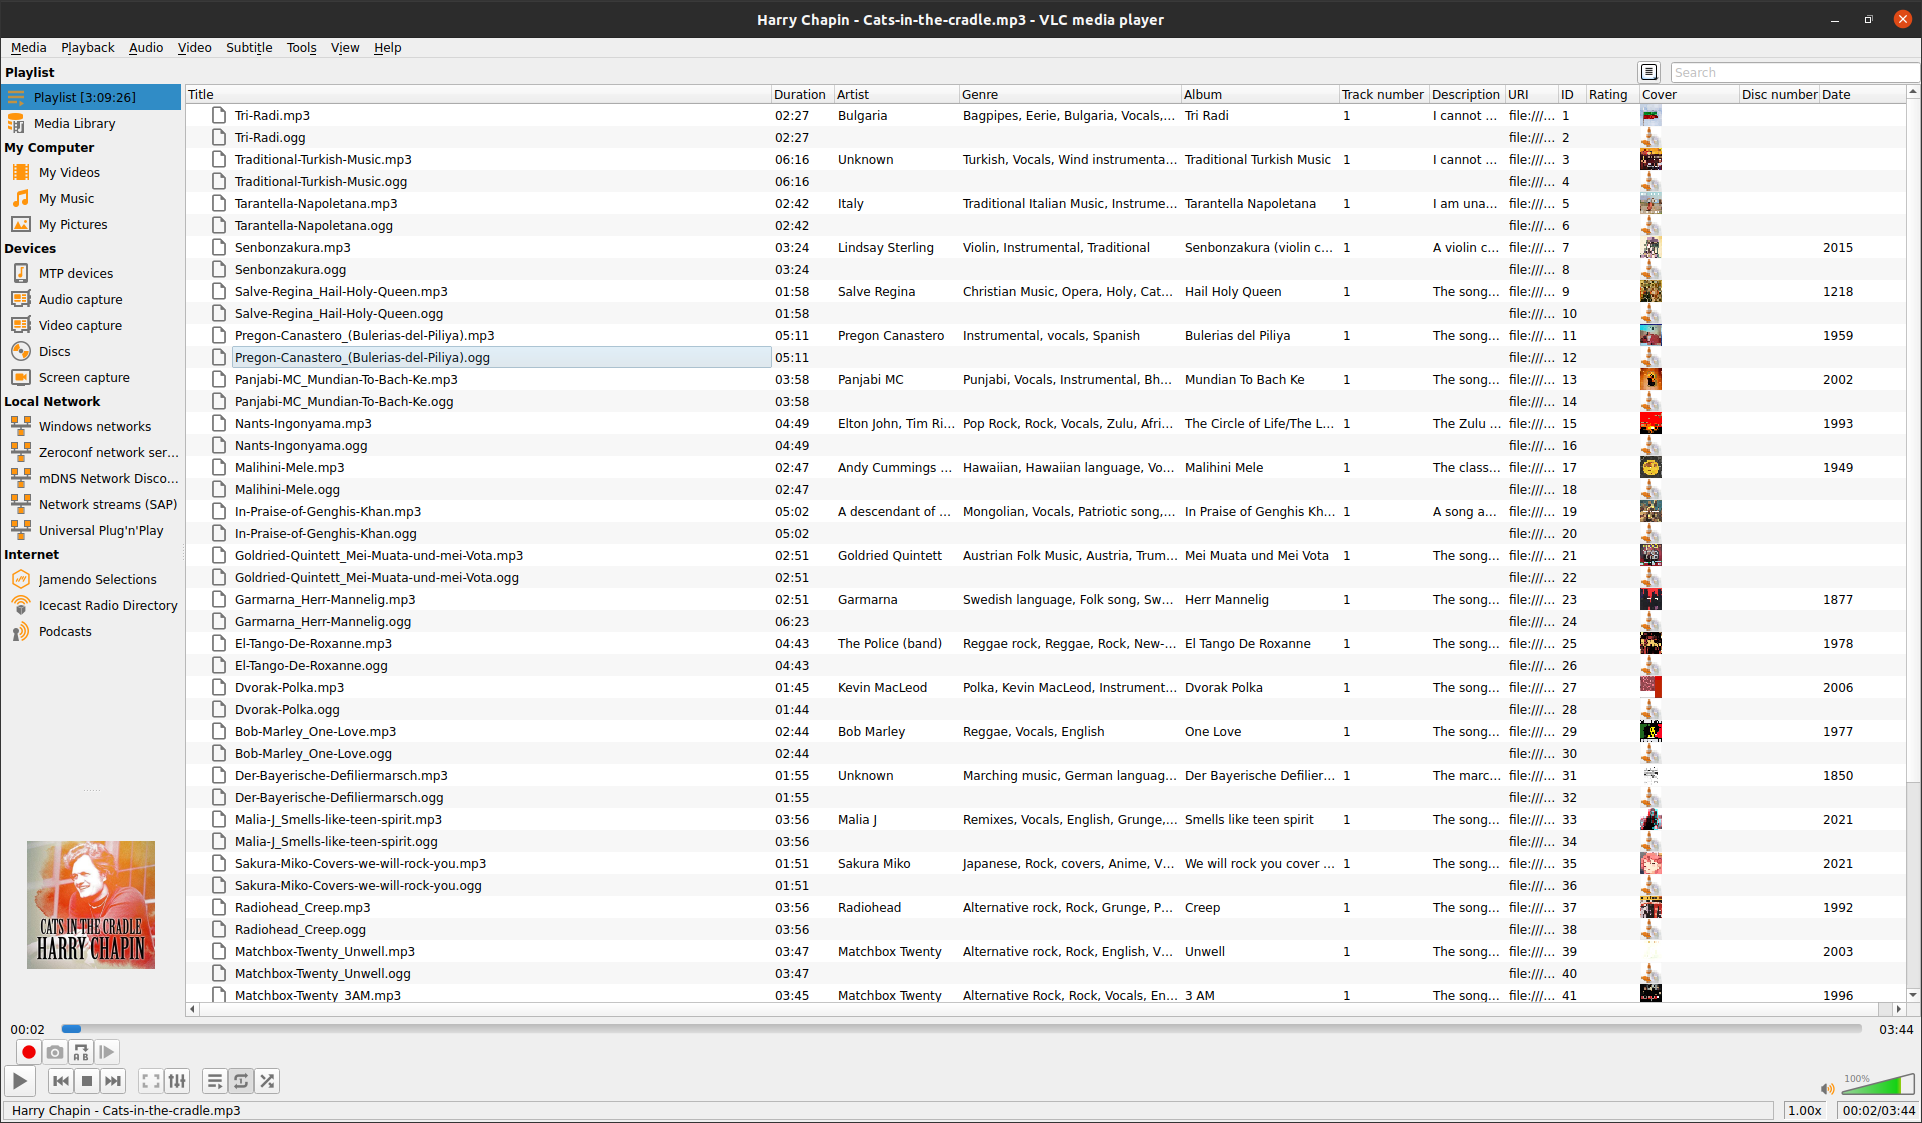 Harry Chapin - Cats-in-the-cradle.mp3 - VLC media player
Media Playback Audio Video Subtitle Tools View Help
Playlist
Search
Playlist [3:09:26]
Media Library
My Computer
My Videos
My Music
My Pictures
Devices
MTP devices
Audio capture
Video capture
Discs
Screen capture
Local Network
Windows networks
Zeroconf network ser...
mDNS Network Disco...
Network streams (SAP)
Universal Plug'n'Play
Internet
Jamendo Selections
Icecast Radio Directory
Podcasts
CATS IN THE CRADLE
HARRY CHAPIN
Title Duration Artist Genre Album Track number Description URI ID Rating Cover Disc number Date
Tri-Radi.mp3 02:27 Bulgaria Bagpipes, Eerie, Bulgaria, Vocals,... Tri Radi 1 I cannot ... file:///... 1
Tri-Radi.ogg 02:27 file:///... 2
Traditional-Turkish-Music.mp3 06:16 Unknown Turkish, Vocals, Wind instrumenta... Traditional Turkish Music 1 I cannot ... file:///... 3
Traditional-Turkish-Music.ogg 06:16 file:///... 4
Tarantella-Napoletana.mp3 02:42 Italy Traditional Italian Music, Instrume... Tarantella Napoletana 1 I am una... file:///... 5
Tarantella-Napoletana.ogg 02:42 file:///... 6
Senbonzakura.mp3 03:24 Lindsay Sterling Violin, Instrumental, Traditional Senbonzakura (violin c... 1 A violin c... file:///... 7 2015
Senbonzakura.ogg 03:24 file:///... 8
Salve-Regina_Hail-Holy-Queen.mp3 01:58 Salve Regina Christian Music, Opera, Holy, Cat... Hail Holy Queen 1 The song... file:///... 9 1218
Salve-Regina_Hail-Holy-Queen.ogg 01:58 file:///... 10
Pregon-Canastero_(Bulerias-del-Piliya).mp3 05:11 Pregon Canastero Instrumental, vocals, Spanish Bulerias del Piliya 1 The song... file:///... 11 1959
Pregon-Canastero_(Bulerias-del-Piliya).ogg 05:11 file:///... 12
Panjabi-MC_Mundian-To-Bach-Ke.mp3 03:58 Panjabi MC Punjabi, Vocals, Instrumental, Bh... Mundian To Bach Ke 1 The song... file:///... 13 2002
Panjabi-MC_Mundian-To-Bach-Ke.ogg 03:58 file:///... 14
Nants-Ingonyama.mp3 04:49 Elton John, Tim Ri... Pop Rock, Rock, Vocals, Zulu, Afri... The Circle of Life/The L... 1 The Zulu ... file:///... 15 1993
Nants-Ingonyama.ogg 04:49 file:///... 16
Malihini-Mele.mp3 02:47 Andy Cummings ... Hawaiian, Hawaiian language, Vo... Malihini Mele 1 The class... file:///... 17 1949
Malihini-Mele.ogg 02:47 file:///... 18
In-Praise-of-Genghis-Khan.mp3 05:02 A descendant of ... Mongolian, Vocals, Patriotic song,... In Praise of Genghis Kh... 1 A song a... file:///... 19
In-Praise-of-Genghis-Khan.ogg 05:02 file:///... 20
Goldried-Quintett_Mei-Muata-und-mei-Vota.mp3 02:51 Goldried Quintett Austrian Folk Music, Austria, Trum... Mei Muata und Mei Vota 1 The song... file:///... 21
Goldried-Quintett_Mei-Muata-und-mei-Vota.ogg 02:51 file:///... 22
Garmarna_Herr-Mannelig.mp3 02:51 Garmarna Swedish language, Folk song, Sw... Herr Mannelig 1 The song... file:///... 23 1877
Garmarna_Herr-Mannelig.ogg 06:23 file:///... 24
El-Tango-De-Roxanne.mp3 04:43 The Police (band) Reggae rock, Reggae, Rock, New-... El Tango De Roxanne 1 The song... file:///... 25 1978
El-Tango-De-Roxanne.ogg 04:43 file:///... 26
Dvorak-Polka.mp3 01:45 Kevin MacLeod Polka, Kevin MacLeod, Instrument... Dvorak Polka 1 The song... file:///... 27 2006
Dvorak-Polka.ogg 01:44 file:///... 28
Bob-Marley_One-Love.mp3 02:44 Bob Marley Reggae, Vocals, English One Love 1 The song... file:///... 29 1977
Bob-Marley_One-Love.ogg 02:44 file:///... 30
Der-Bayerische-Defiliermarsch.mp3 01:55 Unknown Marching music, German languag... Der Bayerische Defilier... 1 The marc... file:///... 31 1850
Der-Bayerische-Defiliermarsch.ogg 01:55 file:///... 32
Malia-J_Smells-like-teen-spirit.mp3 03:56 Malia J Remixes, Vocals, English, Grunge,... Smells like teen spirit 1 The song... file:///... 33 2021
Malia-J_Smells-like-teen-spirit.ogg 03:56 file:///... 34
Sakura-Miko-Covers-we-will-rock-you.mp3 01:51 Sakura Miko Japanese, Rock, covers, Anime, V... We will rock you cover ... 1 The song... file:///... 35 2021
Sakura-Miko-Covers-we-will-rock-you.ogg 01:51 file:///... 36
Radiohead_Creep.mp3 03:56 Radiohead Alternative rock, Rock, Grunge, P... Creep 1 The song... file:///... 37 1992
Radiohead_Creep.ogg 03:56 file:///... 38
Matchbox-Twenty_Unwell.mp3 03:47 Matchbox Twenty Alternative rock, Rock, English, V... Unwell 1 The song... file:///... 39 2003
Matchbox-Twenty_Unwell.ogg 03:47 file:///... 40
Matchbox-Twenty_3AM.mp3 03:45 Matchbox Twenty Alternative Rock, Rock, Vocals, En... 3 AM 1 The song... file:///... 41 1996
00:02 03:44
A B
100%
Harry Chapin - Cats-in-the-cradle.mp3 1.00x 00:02/03:44